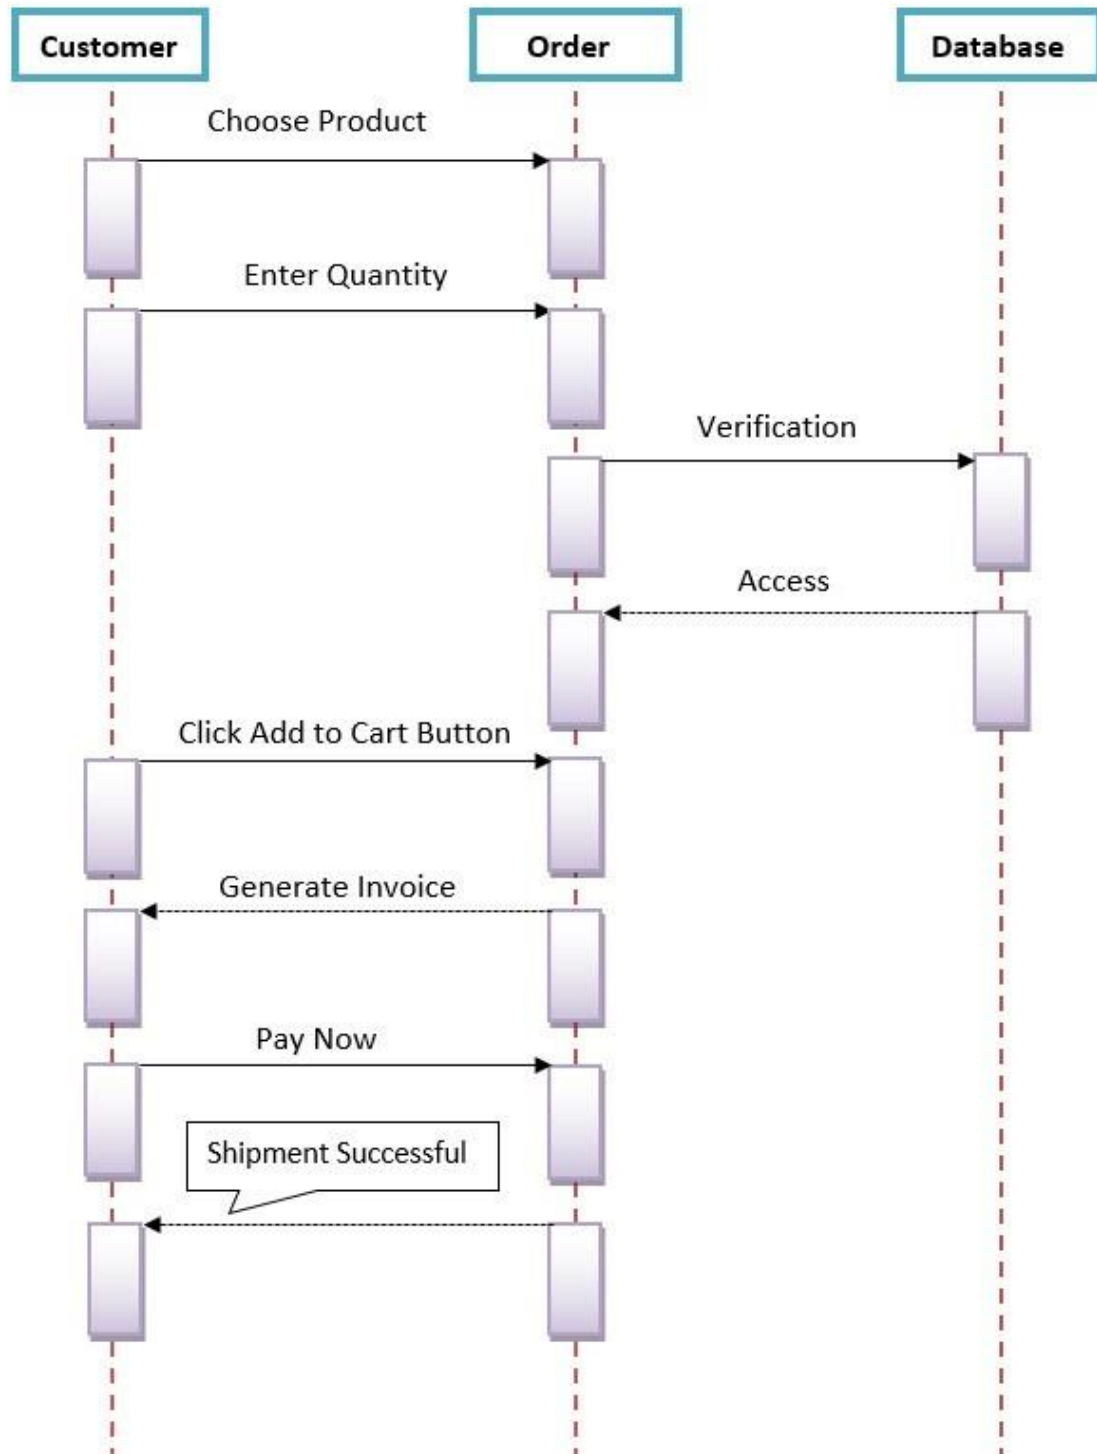 Customer
Order
Database
Choose Product
Enter Quantity
Verification
Access
Click Add to Cart Button
Generate Invoice
Pay Now
Shipment Successful